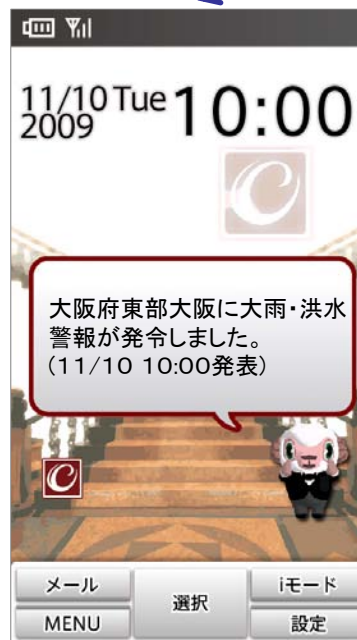 11/10 Tue
2009
10:00
大阪府東部大阪に大雨・洪水
警報が発令しました。
(11/10 10:00発表)
メール
選択
iモード
MENU
設定